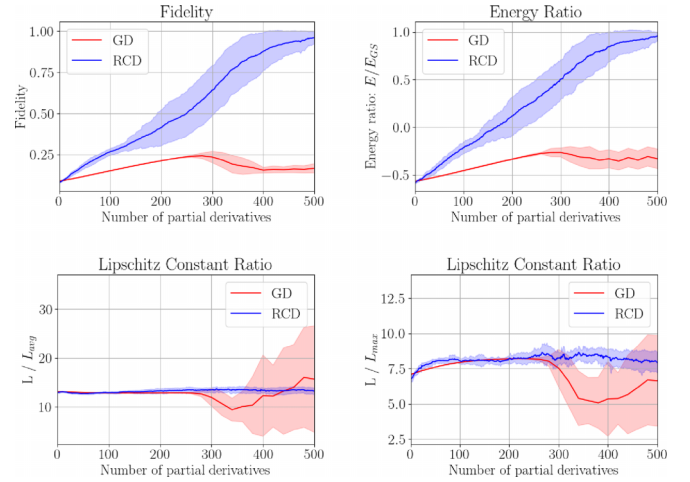 Fidelity
1.00
0.75
0.50
0.25
Fidelity
GD
RCD
0 100 200 300 400 500
Number of partial derivatives
Energy Ratio
1.0
0.5
0.0
−0.5
Energy ratio: E/E_GS
GD
RCD
0 100 200 300 400 500
Number of partial derivatives
Lipschitz Constant Ratio
30
20
10
L / L_avg
GD
RCD
0 100 200 300 400 500
Number of partial derivatives
Lipschitz Constant Ratio
12.5
10.0
7.5
5.0
2.5
L / L_max
GD
RCD
0 100 200 300 400 500
Number of partial derivatives